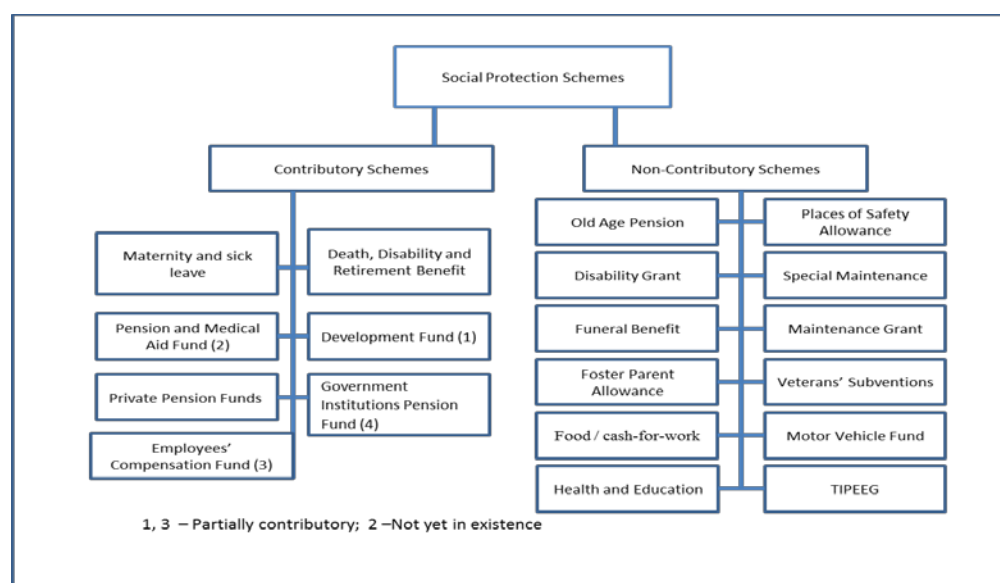 Social Protection Schemes
Contributory Schemes
Non-Contributory Schemes
Maternity and sick
leave
Death, Disability and
Retirement Benefit
Pension and Medical
Aid Fund (2)
Development Fund (1)
Private Pension Funds
Government
Institutions Pension
Fund (4)
Employees’
Compensation Fund (3)
Old Age Pension
Places of Safety
Allowance
Disability Grant
Special Maintenance
Funeral Benefit
Maintenance Grant
Foster Parent
Allowance
Veterans’ Subventions
Food / cash-for-work
Motor Vehicle Fund
Health and Education
TIPEEG
1, 3 – Partially contributory; 2 –Not yet in existence